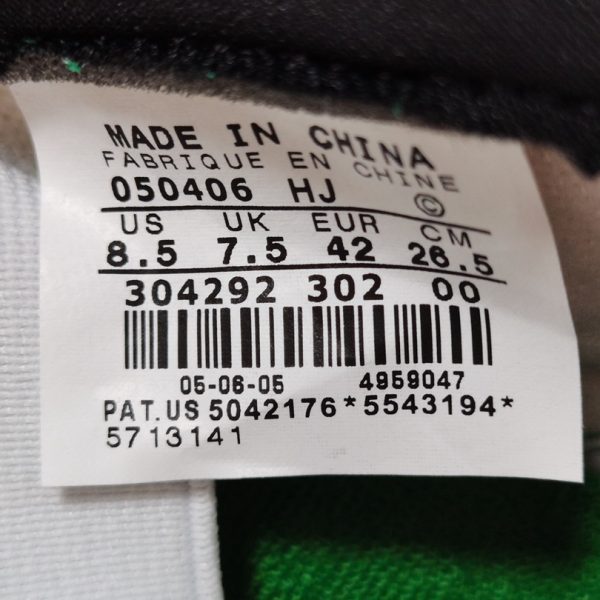 MADE IN CHINA
FABRIQUE EN CHINE
050406 HJ ©
US UK EUR CM
8.5 7.5 42 26.5
304292 302 00
05-06-05 4959047
PAT.US 5042176*5543194*
5713141